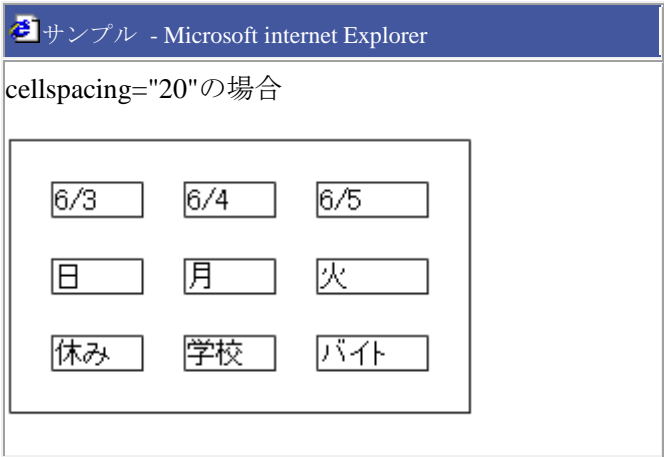 サンプル - Microsoft internet Explorer
cellspacing="20"の場合
6/3 6/4 6/5
日 月 火
休み 学校 バイト